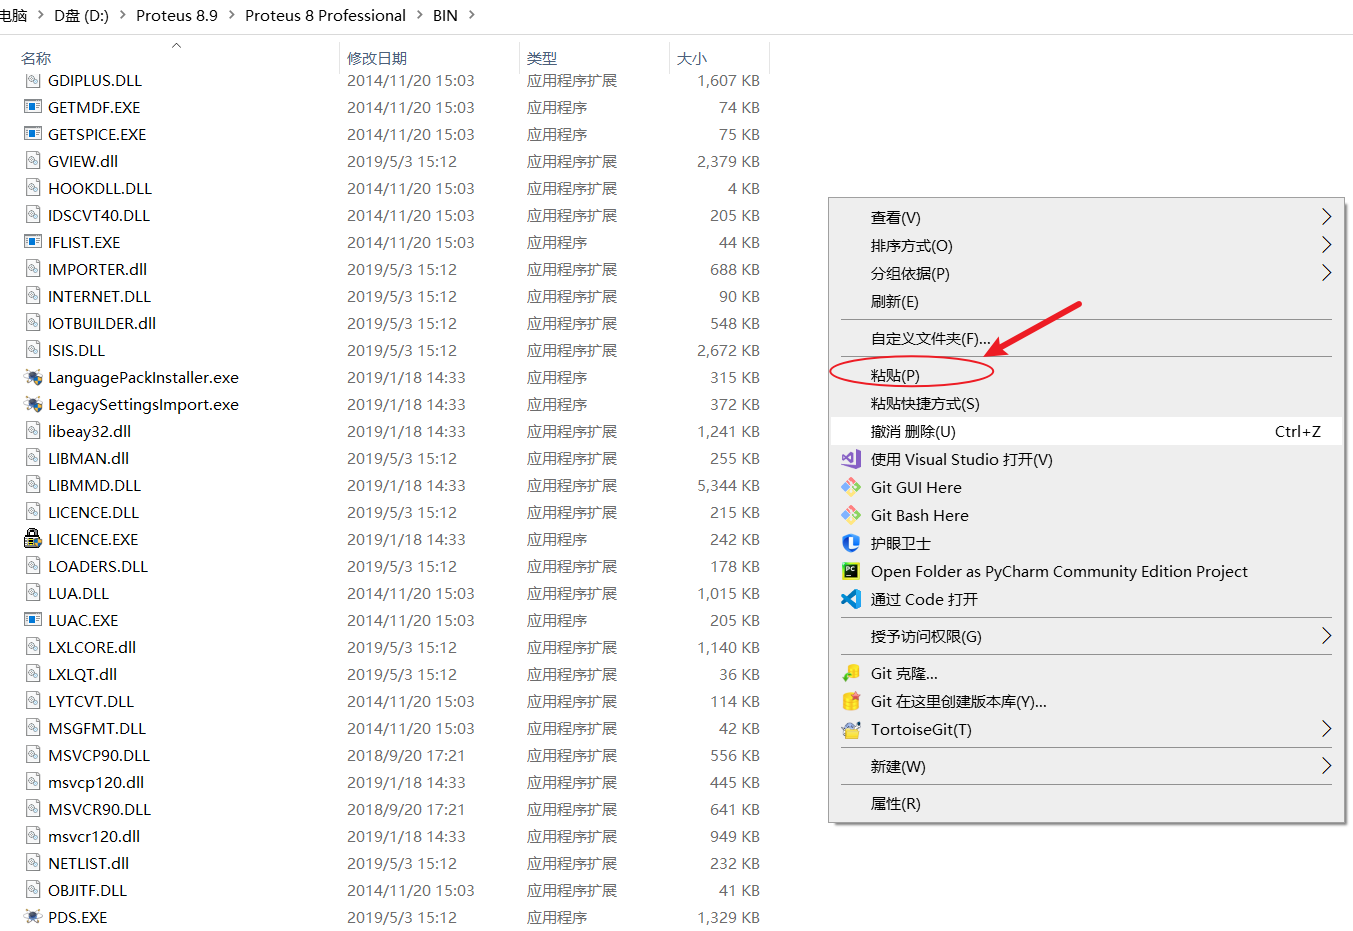 电脑 > D盘 (D:) > Proteus 8.9 > Proteus 8 Professional > BIN >
名称 修改日期 类型 大小
GDIPLUS.DLL 2014/11/20 15:03 应用程序扩展 1,607 KB
GETMDF.EXE 2014/11/20 15:03 应用程序 74 KB
GETSPICE.EXE 2014/11/20 15:03 应用程序 75 KB
GVIEW.dll 2019/5/3 15:12 应用程序扩展 2,379 KB
HOOKDLL.DLL 2014/11/20 15:03 应用程序扩展 4 KB
IDSCVT40.DLL 2014/11/20 15:03 应用程序扩展 205 KB
IFLIST.EXE 2014/11/20 15:03 应用程序 44 KB
IMPORTER.dll 2019/5/3 15:12 应用程序扩展 688 KB
INTERNET.DLL 2019/5/3 15:12 应用程序扩展 90 KB
IOTBUILDER.dll 2019/5/3 15:12 应用程序扩展 548 KB
ISIS.DLL 2019/5/3 15:12 应用程序扩展 2,672 KB
LanguagePackInstaller.exe 2019/1/18 14:33 应用程序 315 KB
LegacySettingsImport.exe 2019/1/18 14:33 应用程序 372 KB
libeay32.dll 2019/5/3 15:12 应用程序扩展 1,241 KB
LIBMAN.dll 2019/5/3 15:12 应用程序扩展 255 KB
LIBMMD.DLL 2019/1/18 14:33 应用程序扩展 5,344 KB
LICENCE.DLL 2019/5/3 15:12 应用程序扩展 215 KB
LICENCE.EXE 2019/1/18 14:33 应用程序 242 KB
LOADERS.DLL 2019/5/3 15:12 应用程序扩展 178 KB
LUA.DLL 2014/11/20 15:03 应用程序扩展 1,015 KB
LUAC.EXE 2014/11/20 15:03 应用程序 205 KB
LXLCORE.dll 2019/5/3 15:12 应用程序扩展 1,140 KB
LXLQT.dll 2019/5/3 15:12 应用程序扩展 36 KB
LYTCVT.DLL 2014/11/20 15:03 应用程序扩展 114 KB
MSGFMT.DLL 2014/11/20 15:03 应用程序扩展 42 KB
MSVCP90.DLL 2018/9/20 17:21 应用程序扩展 556 KB
msvcp120.dll 2019/1/18 14:33 应用程序扩展 445 KB
MSVCR90.DLL 2018/9/20 17:21 应用程序扩展 641 KB
msvcr120.dll 2019/1/18 14:33 应用程序扩展 949 KB
NETLIST.dll 2019/5/3 15:12 应用程序扩展 232 KB
OBJITF.DLL 2014/11/20 15:03 应用程序扩展 41 KB
PDS.EXE 2019/5/3 15:12 应用程序 1,329 KB
查看(V)
排序方式(O)
分组依据(P)
刷新(E)
自定义文件夹(F)...
粘贴(P)
粘贴快捷方式(S)
撤消 删除(U) Ctrl+Z
使用 Visual Studio 打开(V)
Git GUI Here
Git Bash Here
护眼卫士
Open Folder as PyCharm Community Edition Project
通过 Code 打开
授予访问权限(G)
Git 克隆...
Git 在这里创建版本库(Y)...
TortoiseGit(T)
新建(W)
属性(R)